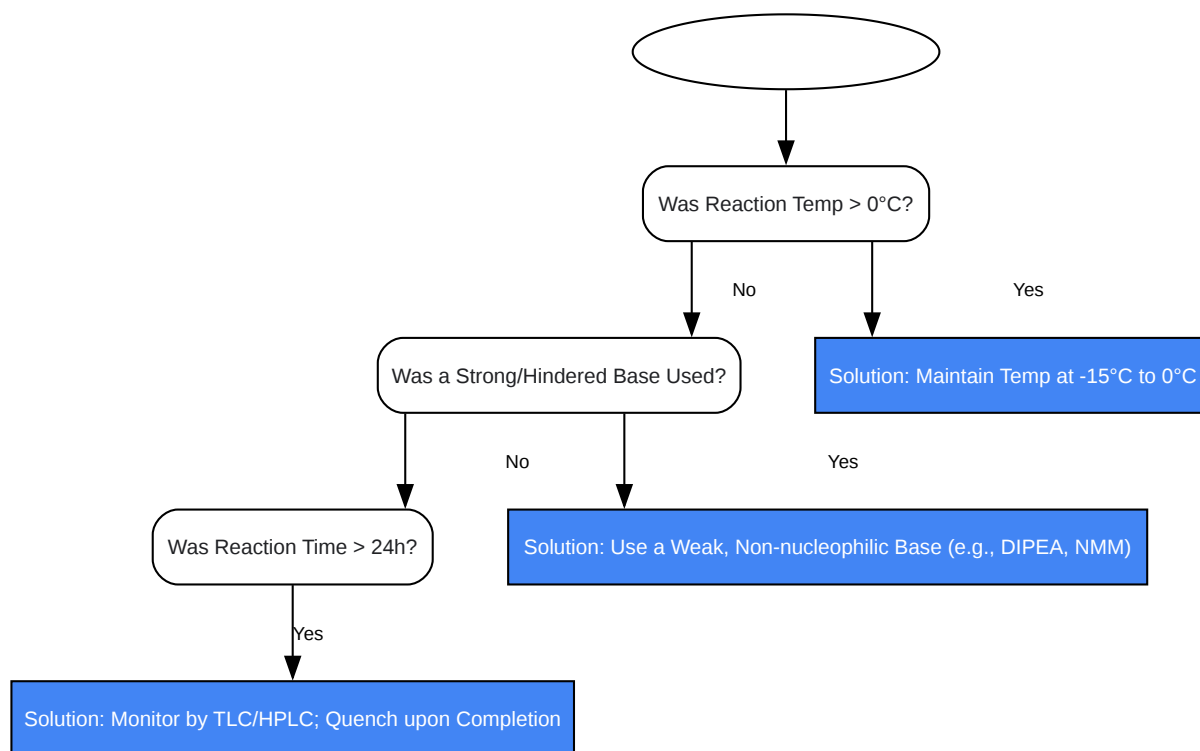 Was Reaction Temp > 0°C?
No
Yes
Was a Strong/Hindered Base Used?
Solution: Maintain Temp at -15°C to 0°C
No
Yes
Was Reaction Time > 24h?
Solution: Use a Weak, Non-nucleophilic Base (e.g., DIPEA, NMM)
Yes
Solution: Monitor by TLC/HPLC; Quench upon Completion